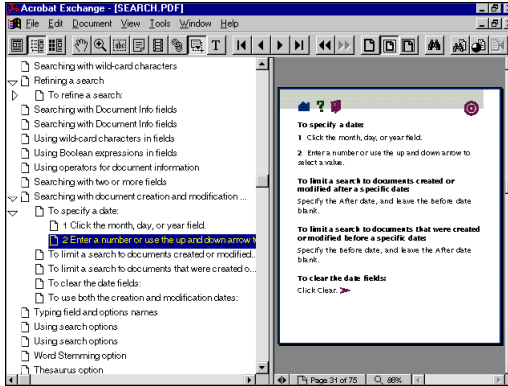 Acrobat Exchange - [SEARCH.PDF]
File Edit Document View Tools Window Help
T
Searching with wild-card characters
Refining a search
To refine a search:
Searching with Document Info fields
Searching with Document Info fields
Using wild-card characters in fields
Using Boolean expressions in fields
Using operators for document information
Searching with two or more fields
Searching with document creation and modification ...
To specify a date:
1 Click the month, day, or year field.
2 Enter a number or use the up and down arrow t
To limit a search to documents created or modified..
To limit a search to documents that were created o...
To clear the date fields:
To use both the creation and modification dates:
Typing field and options names
Using search options
Using search options
Word Stemming option
Thesaurus option
?
To specify a date:
1 Click the month, day, or year field.
2 Enter a number or use the up and down arrow to
select a value.
To limit a search to documents created or
modified after a specific date:
Specify the After date, and leave the Before date
blank.
To limit a search to documents that were created
or modified before a specific date:
Specify the Before date, and leave the After date
blank.
To clear the date fields:
Click Clear.
Page 31 of 75
86%